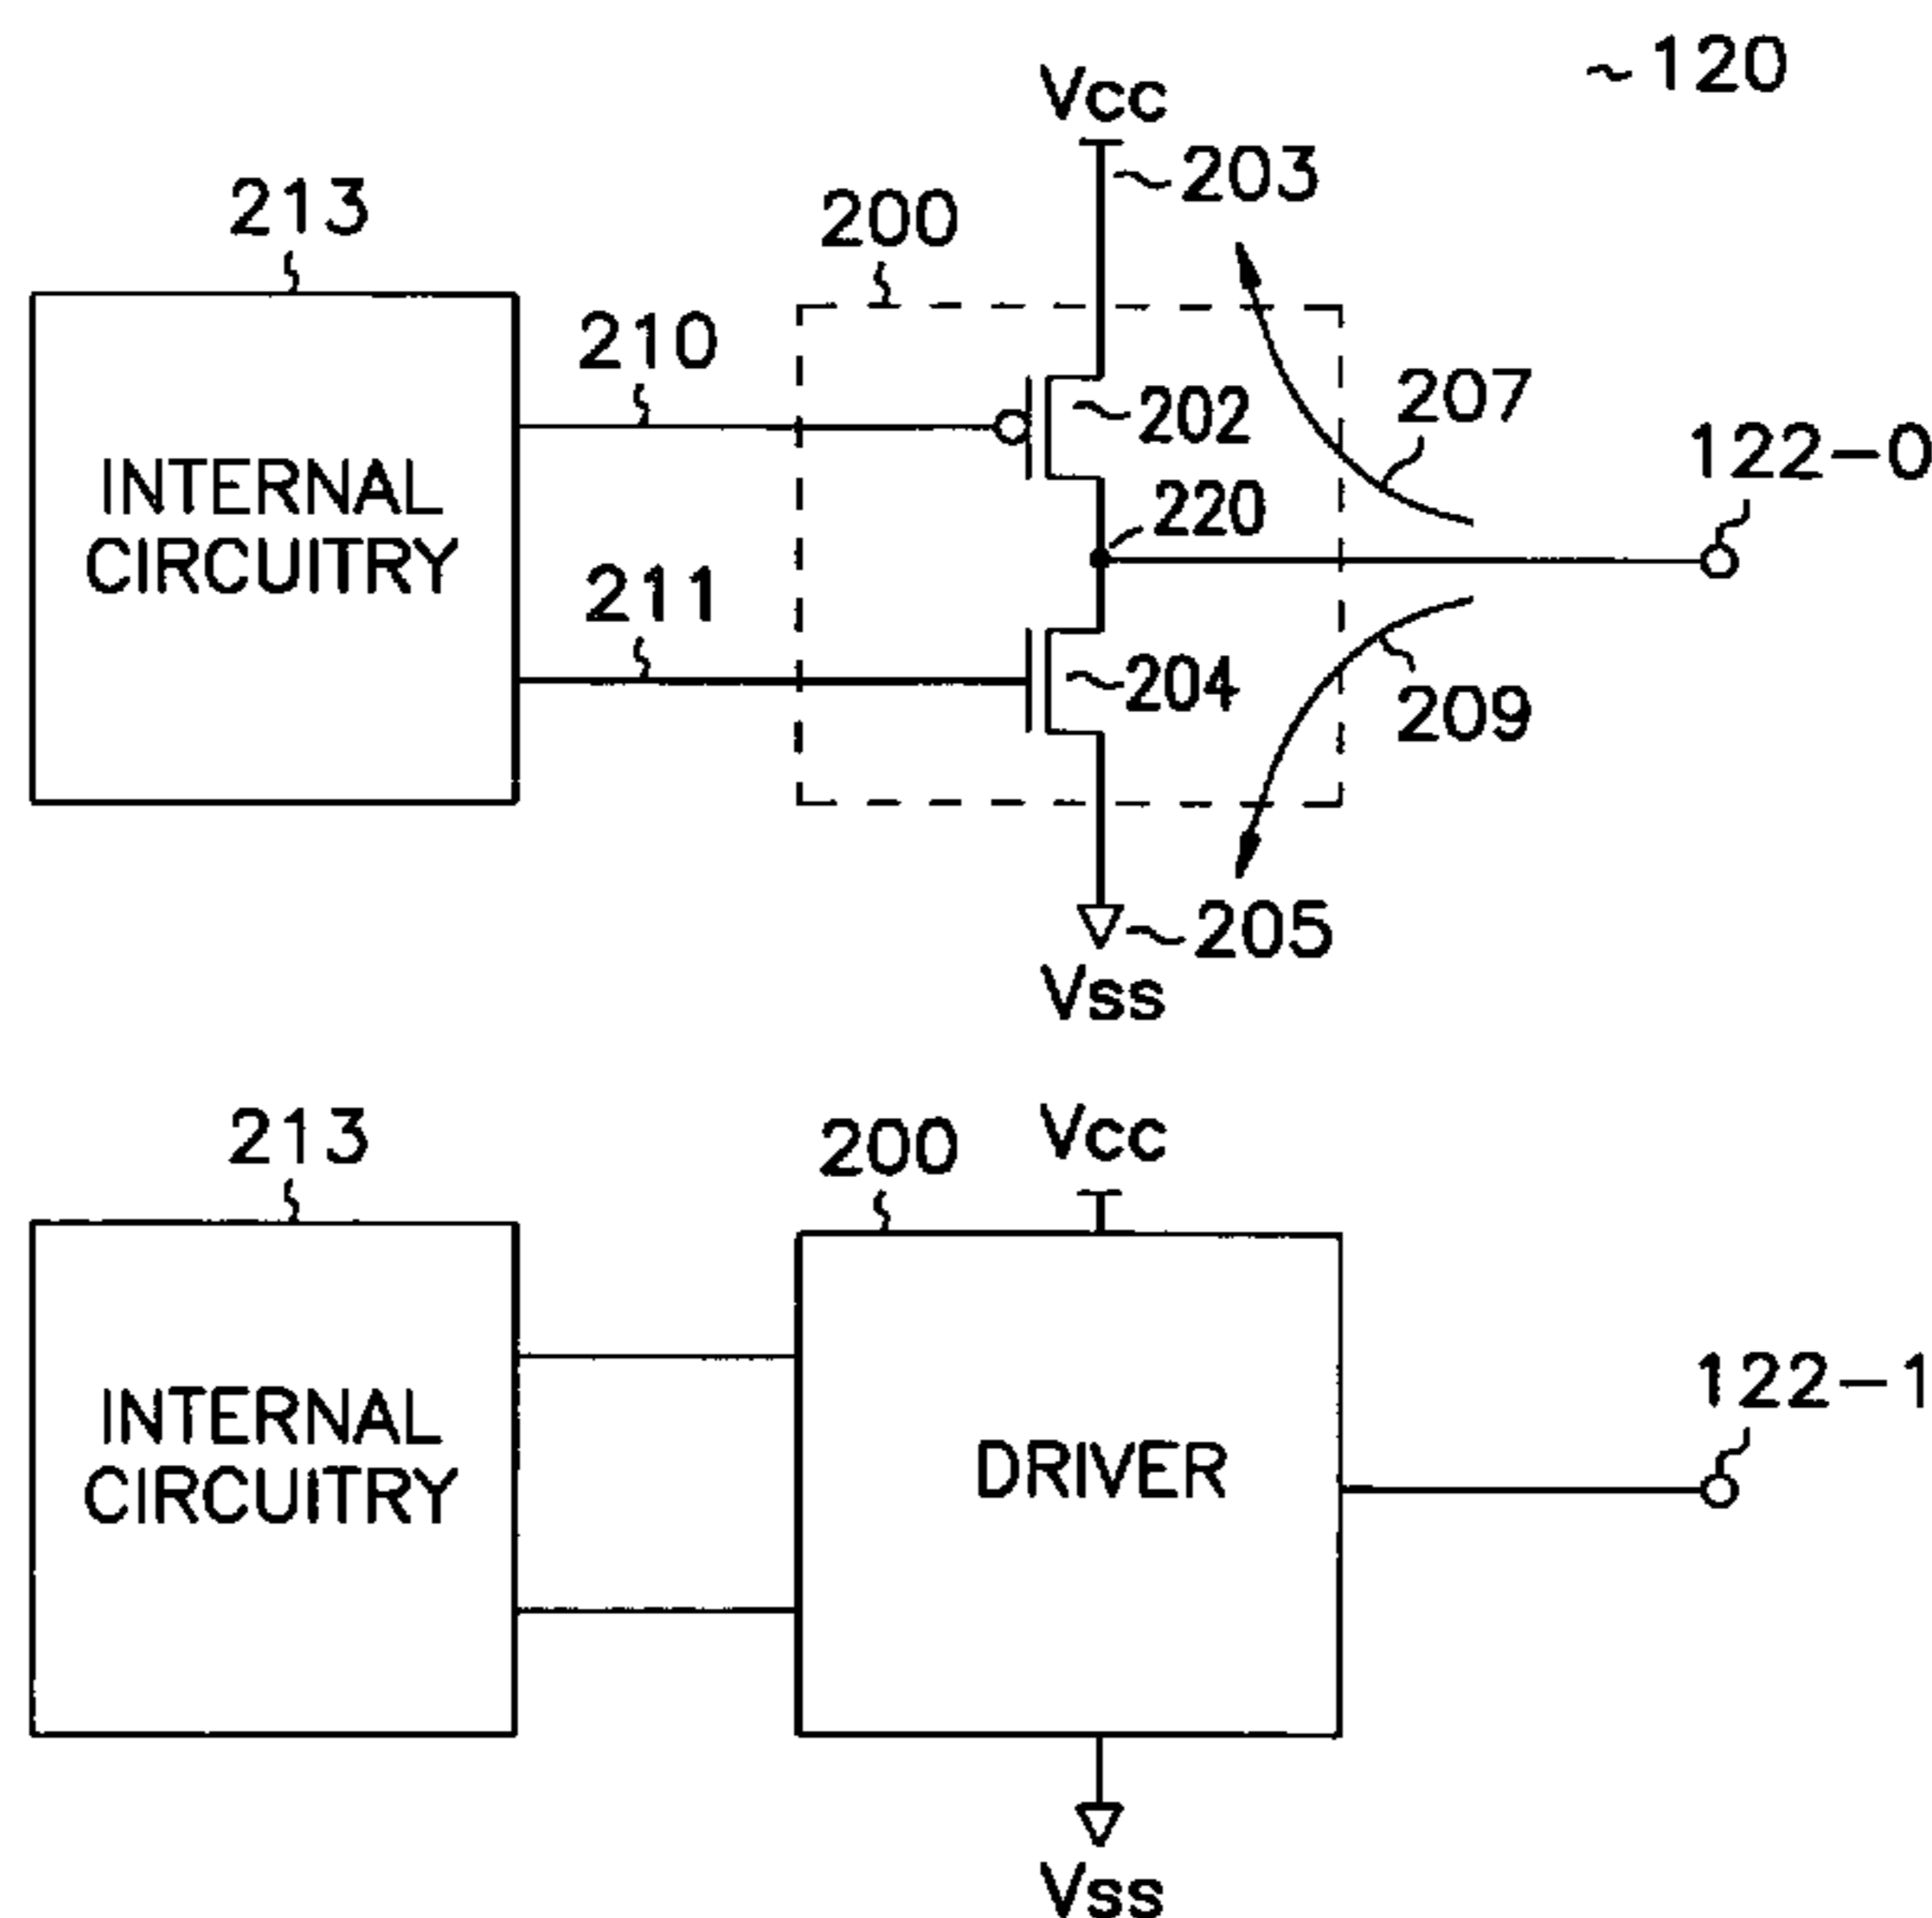 ~120
Vcc
~203
213
200
210
207
~202
122-0
INTERNAL
CIRCUITRY
220
211
~204
209
~205
Vss
213
200
Vcc
122-1
INTERNAL
CIRCUITRY
DRIVER
Vss